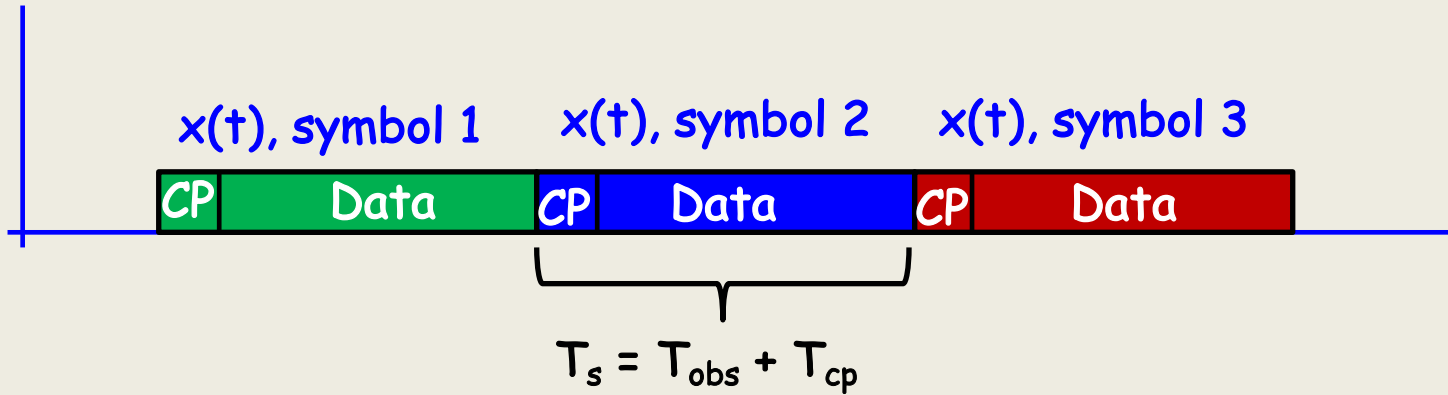 x(t), symbol 1 x(t), symbol 2 x(t), symbol 3
CP Data CP Data CP Data
Tₛ = Tobs + Tcp